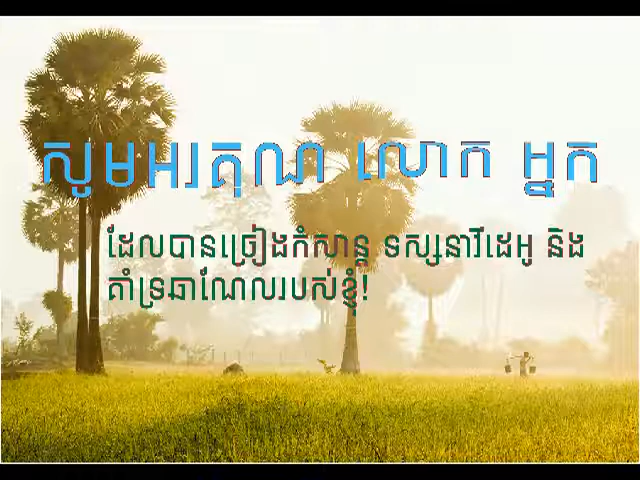 សូមអរគុណ លោក អ្នក
ដែលបានច្រៀងកំសាន្ត ទស្សនាវីដេអូ និង
គាំទ្រឆាណែលរបស់ខ្ញុំ!